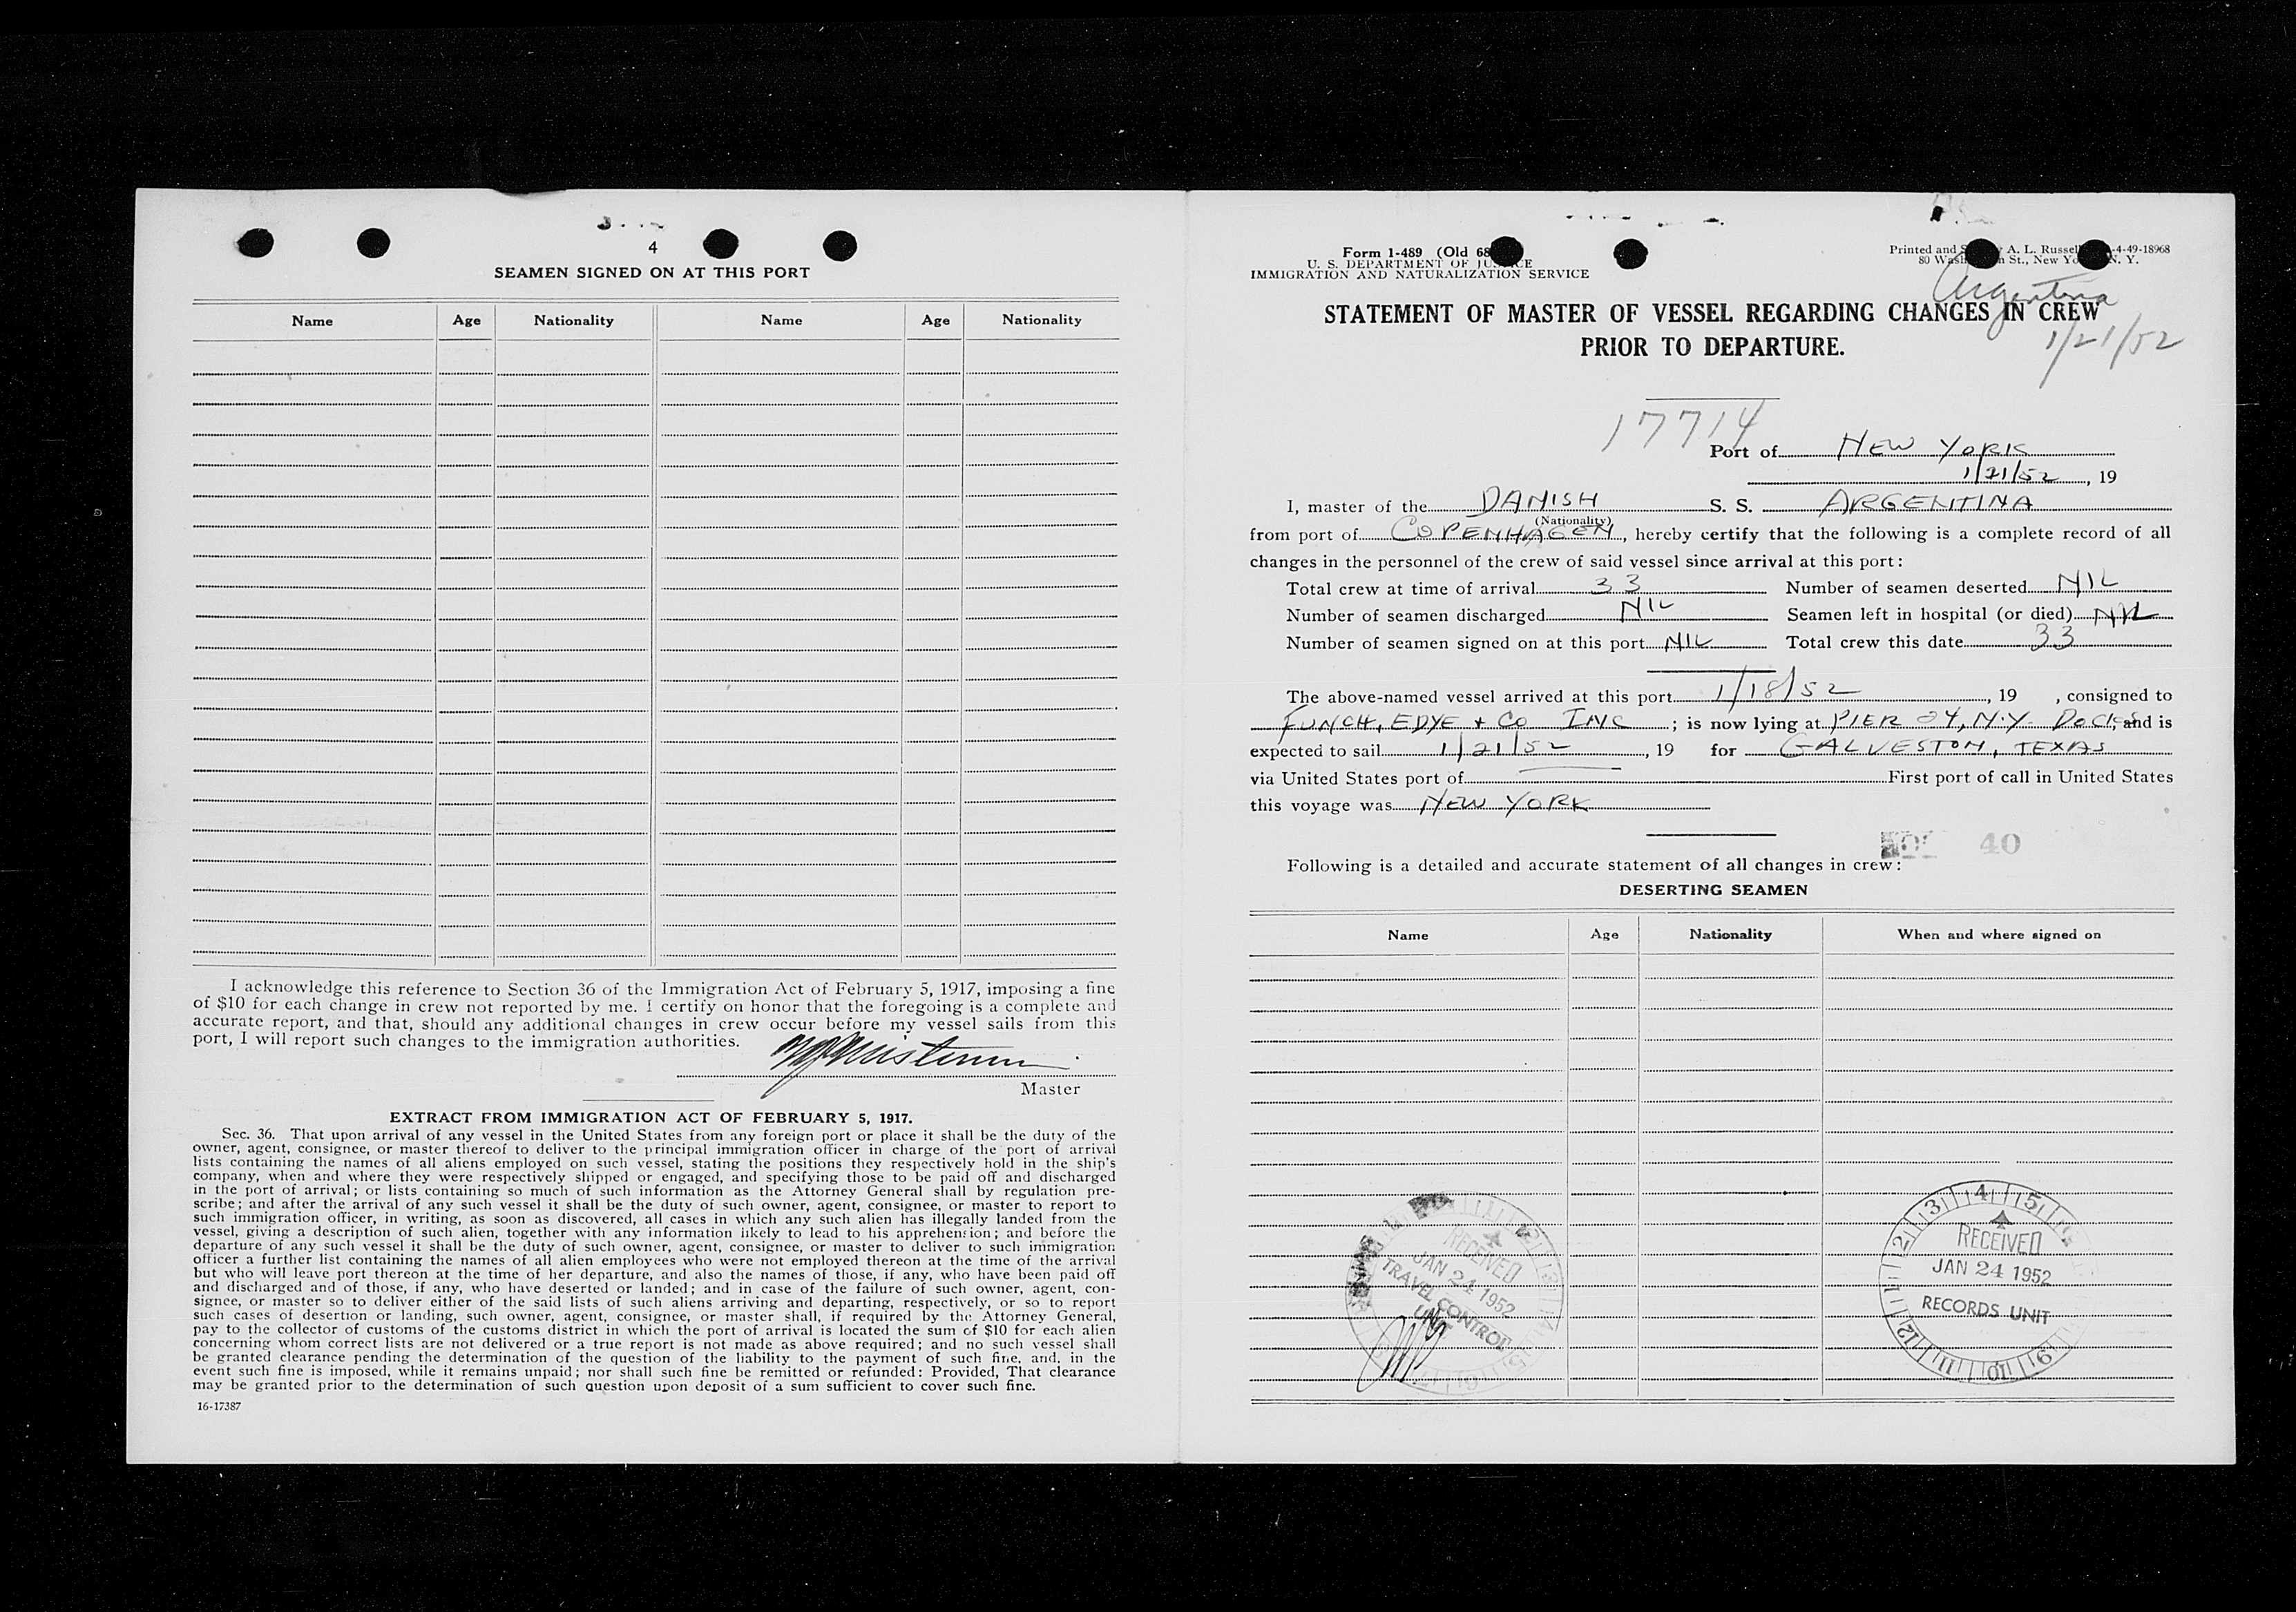 4
SEAMEN SIGNED ON AT THIS PORT
Name Age Nationality Name Age Nationality
I acknowledge this reference to Section 36 of the Immigration Act of February 5, 1917, imposing a fine
of $10 for each change in crew not reported by me. I certify on honor that the foregoing is a complete and
accurate report, and that, should any additional changes in crew occur before my vessel sails from this
port, I will report such changes to the immigration authorities.
Master
EXTRACT FROM IMMIGRATION ACT OF FEBRUARY 5, 1917.
Sec. 36. That upon arrival of any vessel in the United States from any foreign port or place it shall be the duty of the
owner, agent, consignee, or master thereof to deliver to the principal immigration officer in charge of the port of arrival
lists containing the names of all aliens employed on such vessel, stating the positions they respectively hold in the ship's
company, when and where they were respectively shipped or engaged, and specifying those to be paid off and discharged
in the port of arrival; or lists containing so much of such information as the Attorney General shall by regulation pre-
scribe; and after the arrival of any such vessel it shall be the duty of such owner, agent, consignee, or master to report to
such immigration officer, in writing, as soon as discovered, all cases in which any such alien has illegally landed from the
vessel, giving a description of such alien, together with any information likely to lead to his apprehension; and before the
departure of any such vessel it shall be the duty of such owner, agent, consignee, or master to deliver to such immigration
officer a further list containing the names of all alien employees who were not employed thereon at the time of the arrival
but who will leave port thereon at the time of her departure, and also the names of those, if any, who have been paid off
and discharged and of those, if any, who have deserted or landed; and in case of the failure of such owner, agent, con-
signee, or master so to deliver either of the said lists of such aliens arriving and departing, respectively, or so to report
such cases of desertion or landing, such owner, agent, consignee, or master shall, if required by the Attorney General,
pay to the collector of customs of the customs district in which the port of arrival is located the sum of $10 for each alien
concerning whom correct lists are not delivered or a true report is not made as above required; and no such vessel shall
be granted clearance pending the determination of the question of the liability to the payment of such fine, and, in the
event such fine is imposed, while it remains unpaid; nor shall such fine be remitted or refunded: Provided, That clearance
may be granted prior to the determination of such question upon deposit of a sum sufficient to cover such fine.
16-17387
Form 1-489 (Old 68
U. S. DEPARTMENT OF JUSTICE
IMMIGRATION AND NATURALIZATION SERVICE
Printed and A. L. Russell -4-49-18968
80 Wash n St., New Yo N. Y.
Argentina
1/21/52
STATEMENT OF MASTER OF VESSEL REGARDING CHANGES IN CREW
PRIOR TO DEPARTURE.
17714
Port of NEW YORK
1/21/52, 19
I, master of the DANISH S. S. ARGENTINA
(Nationality)
from port of COPENHAGEN, hereby certify that the following is a complete record of all
changes in the personnel of the crew of said vessel since arrival at this port:
Total crew at time of arrival 33 Number of seamen deserted NIL
Number of seamen discharged NIL Seamen left in hospital (or died) NIL
Number of seamen signed on at this port NIL Total crew this date 33
The above-named vessel arrived at this port 1/18/52, 19 , consigned to
FUNCH, EDYE + CO INC ; is now lying at PIER N.Y. DOCK, and is
expected to sail 1/21/52, 19 for GALVESTON, TEXAS
via United States port of First port of call in United States
this voyage was NEW YORK
40
Following is a detailed and accurate statement of all changes in crew:
DESERTING SEAMEN
Name Age Nationality When and where signed on
RECEIVED
JAN 24 1952
TRAVEL CONTROL
UNIT
RECEIVED
JAN 24 1952
RECORDS UNIT